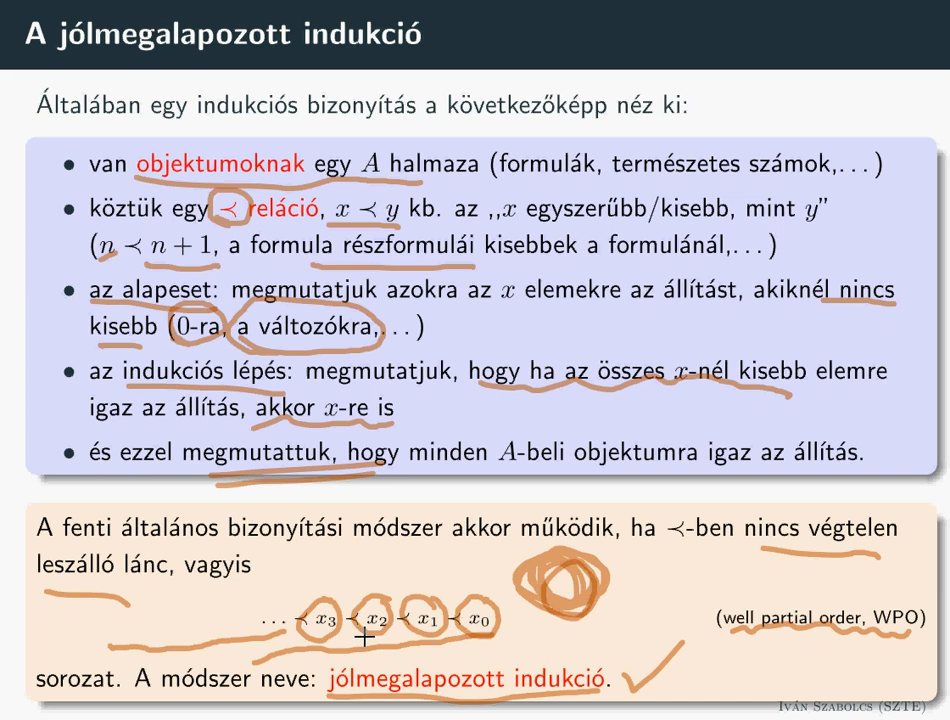 A jólmegalapozott indukció
Általában egy indukciós bizonyítás a következőképp néz ki:
• van objektumoknak egy A halmaza (formulák, természetes számok,...)
• köztük egy ≺ reláció, x ≺ y kb. az ,,x egyszerűbb/kisebb, mint y”
(n ≺ n + 1, a formula részformulái kisebbek a formulánál,...)
• az alapeset: megmutatjuk azokra az x elemekre az állítást, akiknél nincs
kisebb (0-ra, a változókra,...)
• az indukciós lépés: megmutatjuk, hogy ha az összes x-nél kisebb elemre
igaz az állítás, akkor x-re is
• és ezzel megmutattuk, hogy minden A-beli objektumra igaz az állítás.
A fenti általános bizonyítási módszer akkor működik, ha ≺-ben nincs végtelen
leszálló lánc, vagyis
... ≺ x₃ ≺ x₂ ≺ x₁ ≺ x₀ (well partial order, WPO)
sorozat. A módszer neve: jólmegalapozott indukció.
Iván Szabolcs (SZTE)